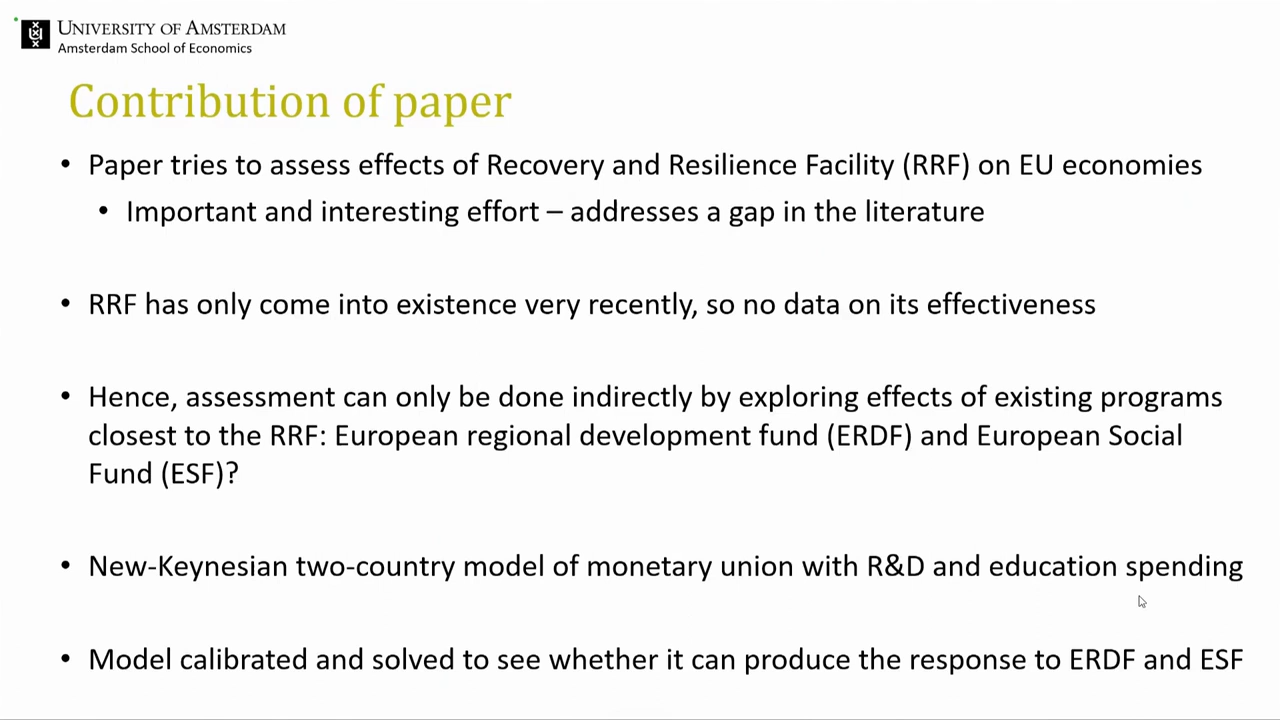 UNIVERSITY OF AMSTERDAM
Amsterdam School of Economics
Contribution of paper
• Paper tries to assess effects of Recovery and Resilience Facility (RRF) on EU economies
• Important and interesting effort – addresses a gap in the literature
• RRF has only come into existence very recently, so no data on its effectiveness
• Hence, assessment can only be done indirectly by exploring effects of existing programs
closest to the RRF: European regional development fund (ERDF) and European Social
Fund (ESF)?
• New-Keynesian two-country model of monetary union with R&D and education spending
• Model calibrated and solved to see whether it can produce the response to ERDF and ESF